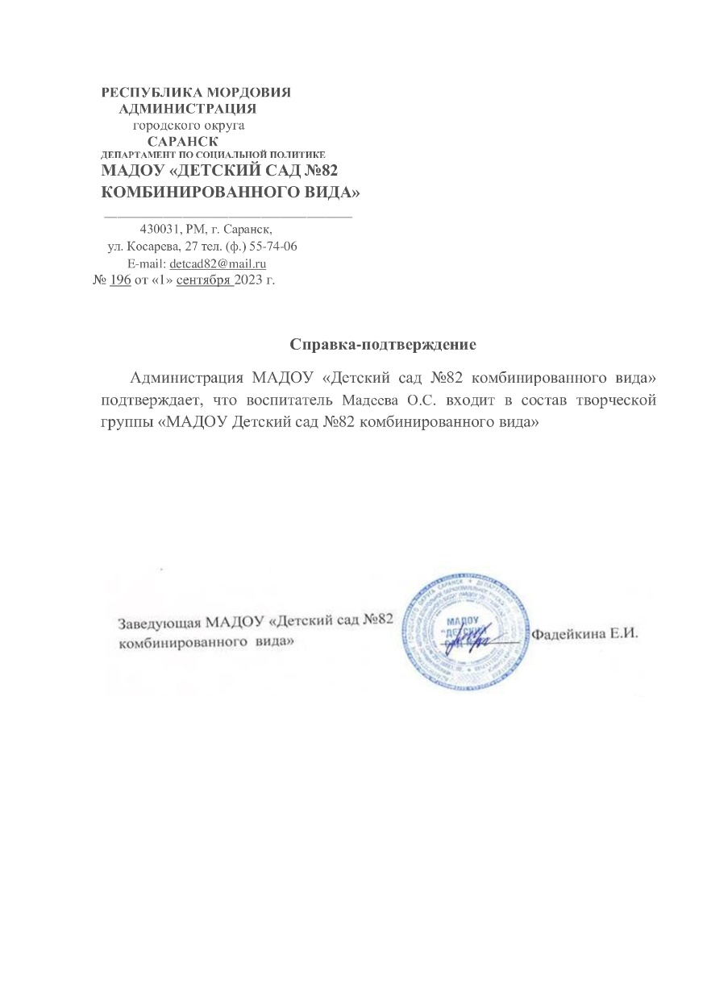 РЕСПУБЛИКА МОРДОВИЯ
АДМИНИСТРАЦИЯ
городского округа
САРАНСК
ДЕПАРТАМЕНТ ПО СОЦИАЛЬНОЙ ПОЛИТИКЕ
МАДОУ «ДЕТСКИЙ САД №82
КОМБИНИРОВАННОГО ВИДА»
430031, РМ, г. Саранск,
ул. Косарева, 27 тел. (ф.) 55-74-06
E-mail: detcad82@mail.ru
№ 196 от «1» сентября 2023 г.
Справка-подтверждение
Администрация МАДОУ «Детский сад №82 комбинированного вида»
подтверждает, что воспитатель Мадеева О.С. входит в состав творческой
группы «МАДОУ Детский сад №82 комбинированного вида»
Заведующая МАДОУ «Детский сад №82
комбинированного вида»
МАДОУ
"ДЕТСКИЙ
Фадейкина Е.И.